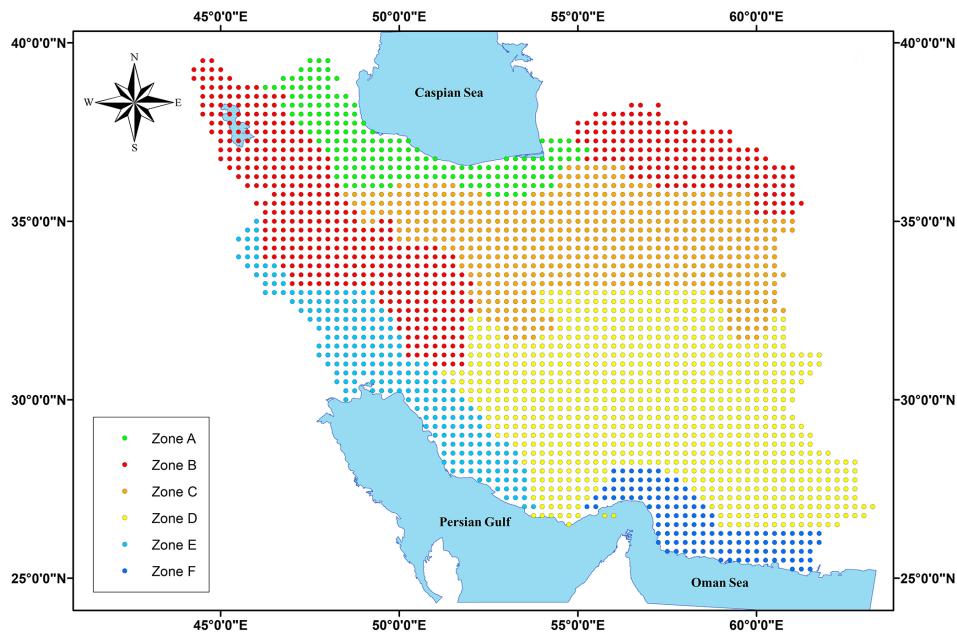 45°0'0"E 50°0'0"E 55°0'0"E 60°0'0"E
40°0'0"N 40°0'0"N
N
W E
S
Caspian Sea
35°0'0"N 35°0'0"N
30°0'0"N 30°0'0"N
Zone A
Zone B
Zone C
Zone D
Zone E
Zone F
Persian Gulf
Oman Sea
25°0'0"N 25°0'0"N
45°0'0"E 50°0'0"E 55°0'0"E 60°0'0"E